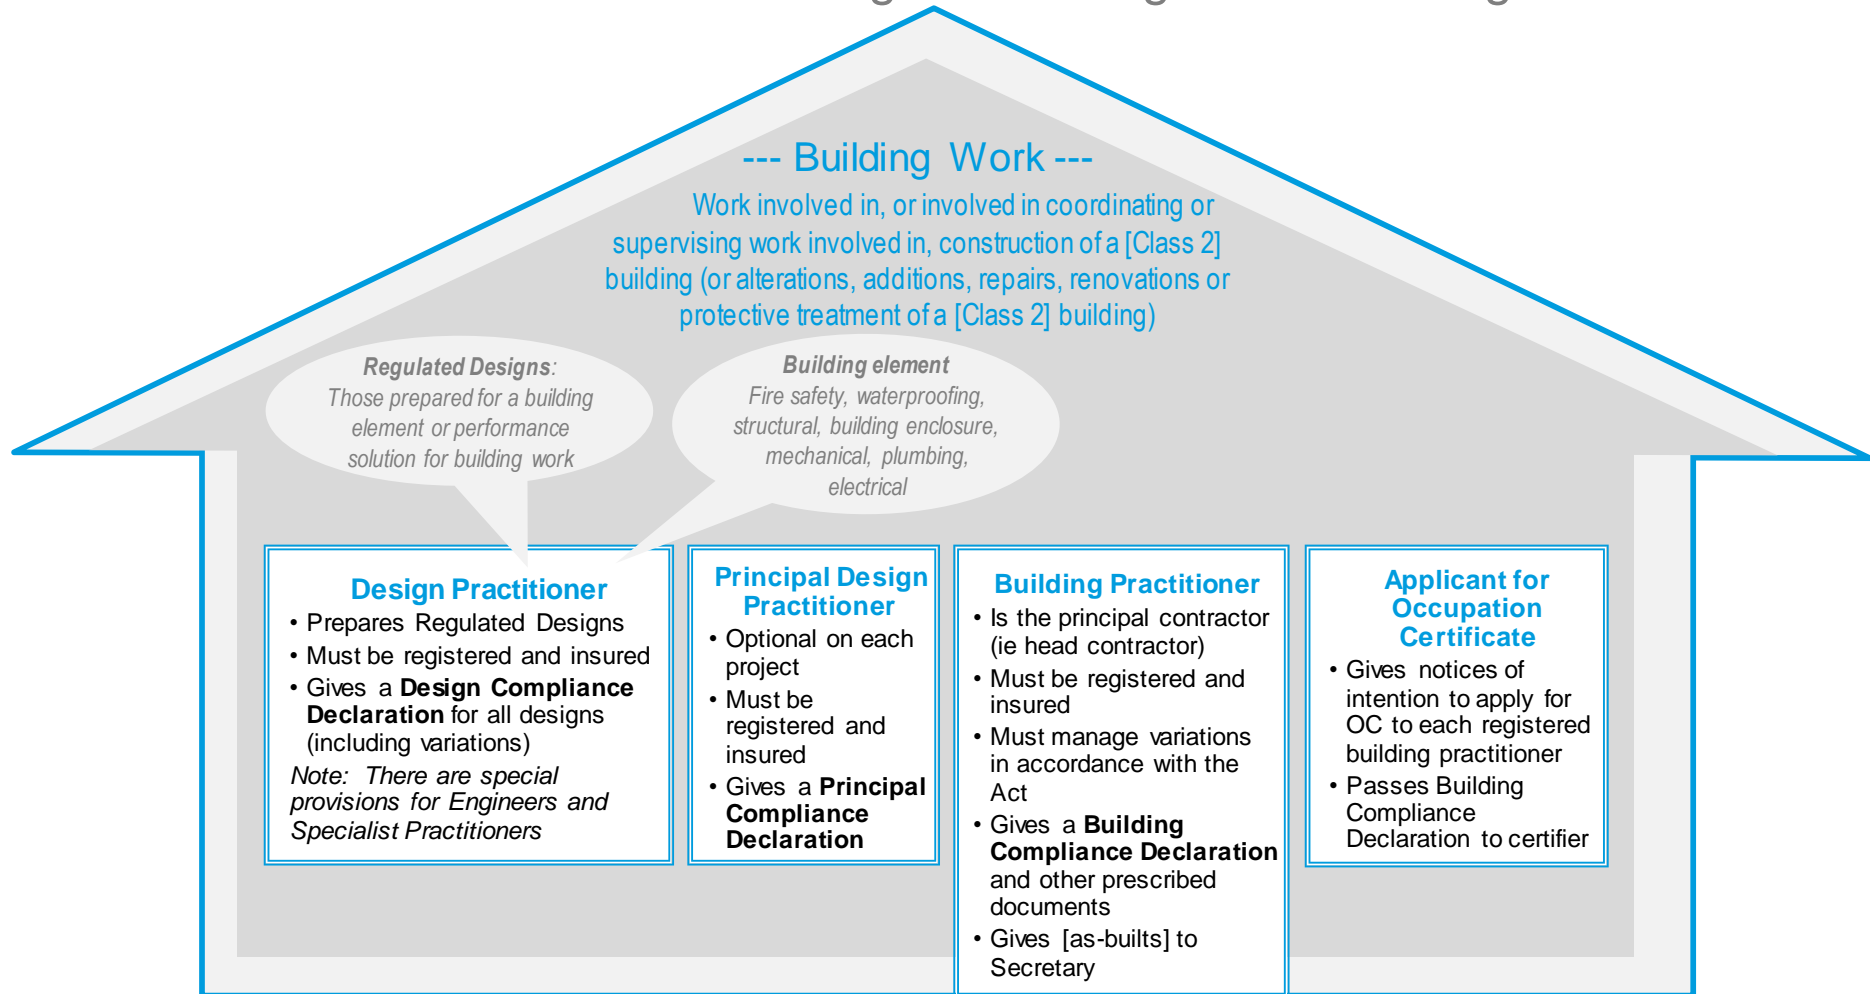 --- Building Work ---
Work involved in, or involved in coordinating or
supervising work involved in, construction of a [Class 2]
building (or alterations, additions, repairs, renovations or
protective treatment of a [Class 2] building)
Regulated Designs:
Those prepared for a building
element or performance
solution for building work
Building element
Fire safety, waterproofing,
structural, building enclosure,
mechanical, plumbing,
electrical
Design Practitioner
• Prepares Regulated Designs
• Must be registered and insured
• Gives a Design Compliance
Declaration for all designs
(including variations)
Note: There are special
provisions for Engineers and
Specialist Practitioners
Principal Design
Practitioner
• Optional on each
project
• Must be
registered and
insured
• Gives a Principal
Compliance
Declaration
Building Practitioner
• Is the principal contractor
(ie head contractor)
• Must be registered and
insured
• Must manage variations
in accordance with the
Act
• Gives a Building
Compliance Declaration
and other prescribed
documents
• Gives [as-builts] to
Secretary
Applicant for
Occupation
Certificate
• Gives notices of
intention to apply for
OC to each registered
building practitioner
• Passes Building
Compliance
Declaration to certifier